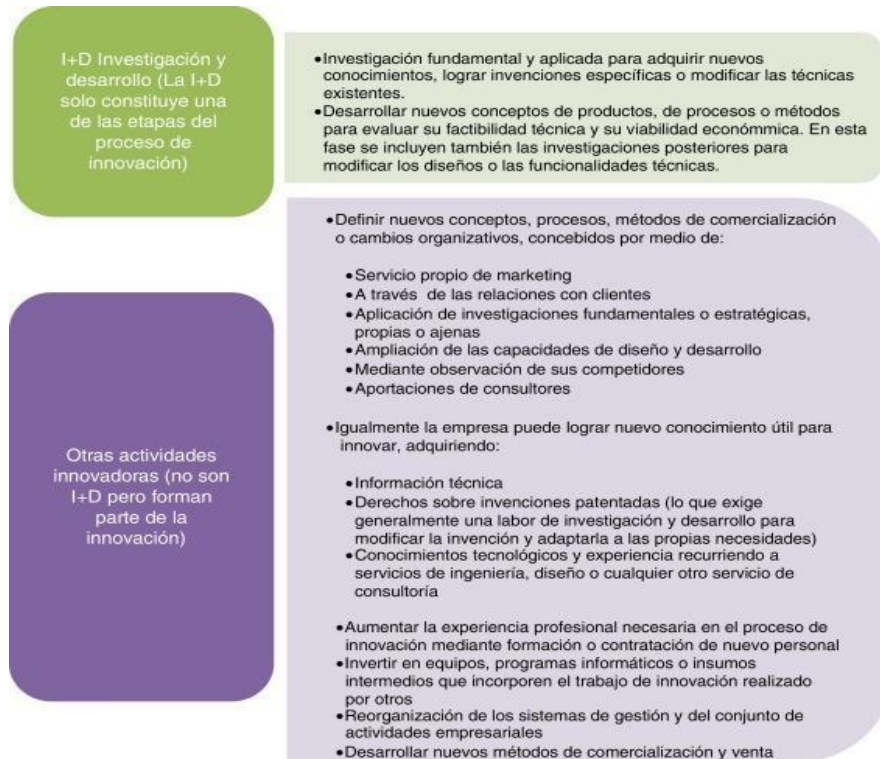 I+D Investigación y
desarrollo (La I+D
solo constituye una
de las etapas del
proceso de
innovación)
•Investigación fundamental y aplicada para adquirir nuevos
conocimientos, lograr invenciones específicas o modificar las técnicas
existentes.
•Desarrollar nuevos conceptos de productos, de procesos o métodos
para evaluar su factibilidad técnica y su viabilidad económmica. En esta
fase se incluyen también las investigaciones posteriores para
modificar los diseños o las funcionalidades técnicas.
Otras actividades
innovadoras (no son
I+D pero forman
parte de la
innovación)
•Definir nuevos conceptos, procesos, métodos de comercialización
o cambios organizativos, concebidos por medio de:
•Servicio propio de marketing
•A través de las relaciones con clientes
•Aplicación de investigaciones fundamentales o estratégicas,
propias o ajenas
•Ampliación de las capacidades de diseño y desarrollo
•Mediante observación de sus competidores
•Aportaciones de consultores
•Igualmente la empresa puede lograr nuevo conocimiento útil para
innovar, adquiriendo:
•Información técnica
•Derechos sobre invenciones patentadas (lo que exige
generalmente una labor de investigación y desarrollo para
modificar la invención y adaptarla a las propias necesidades)
•Conocimientos tecnológicos y experiencia recurriendo a
servicios de ingeniería, diseño o cualquier otro servicio de
consultoría
•Aumentar la experiencia profesional necesaria en el proceso de
innovación mediante formación o contratación de nuevo personal
•Invertir en equipos, programas informáticos o insumos
intermedios que incorporen el trabajo de innovación realizado
por otros
•Reorganización de los sistemas de gestión y del conjunto de
actividades empresariales
•Desarrollar nuevos métodos de comercialización y venta